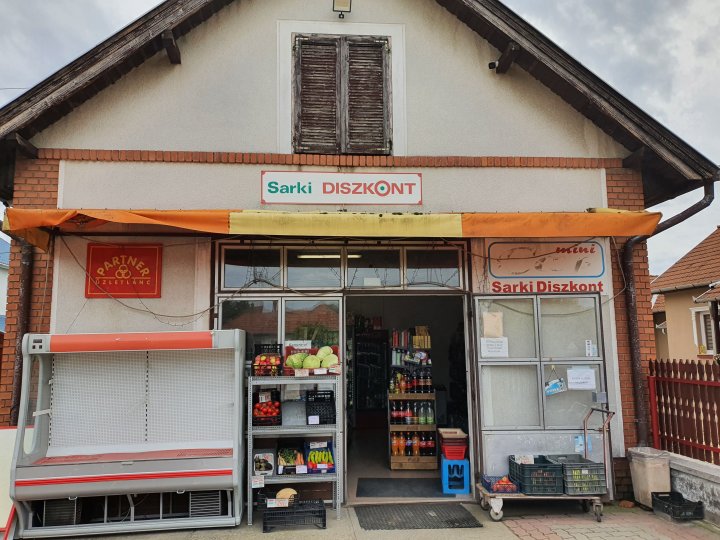 Sarki DISZKONT
PARTNER
ÜZLETLÁNC
mini
Sarki Diszkont